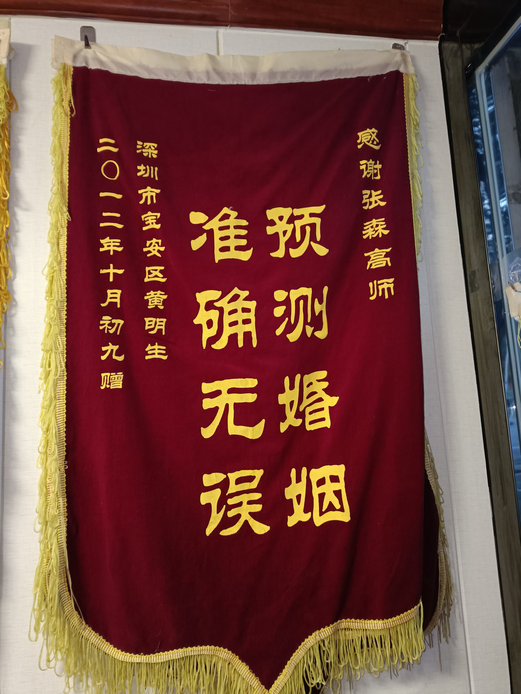 感谢张森高师
预测婚姻
准确无误
深圳市宝安区黄明生
二〇一二年十月初九赠